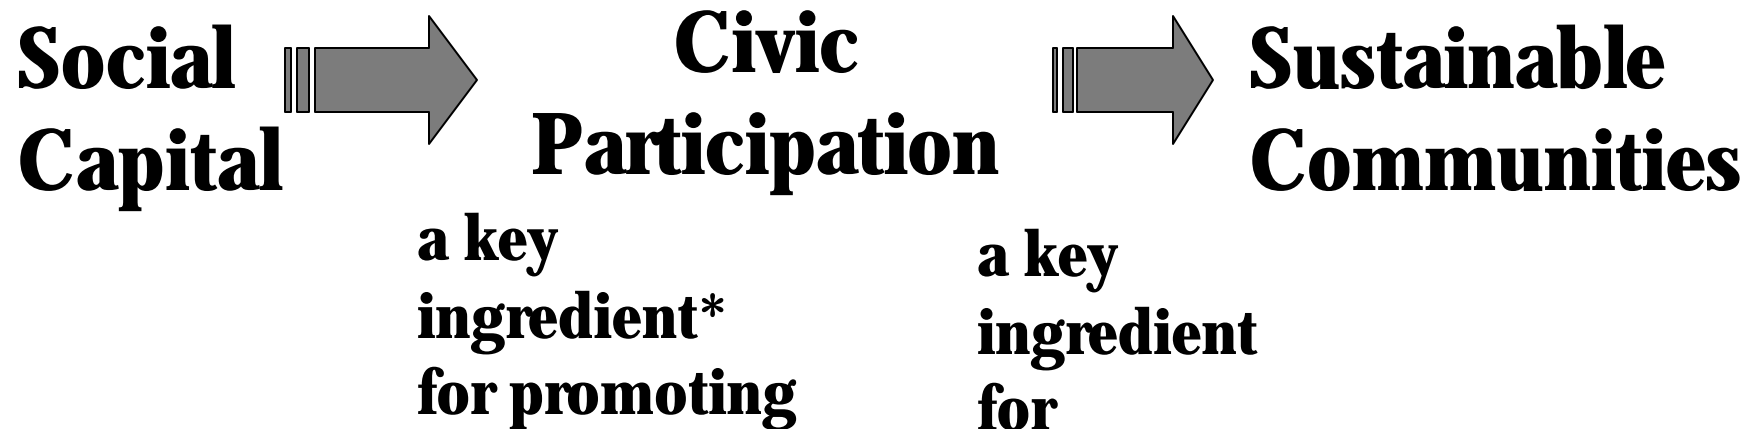 Social
Capital
Civic
Participation
Sustainable
Communities
a key
ingredient*
for promoting
a key
ingredient
for